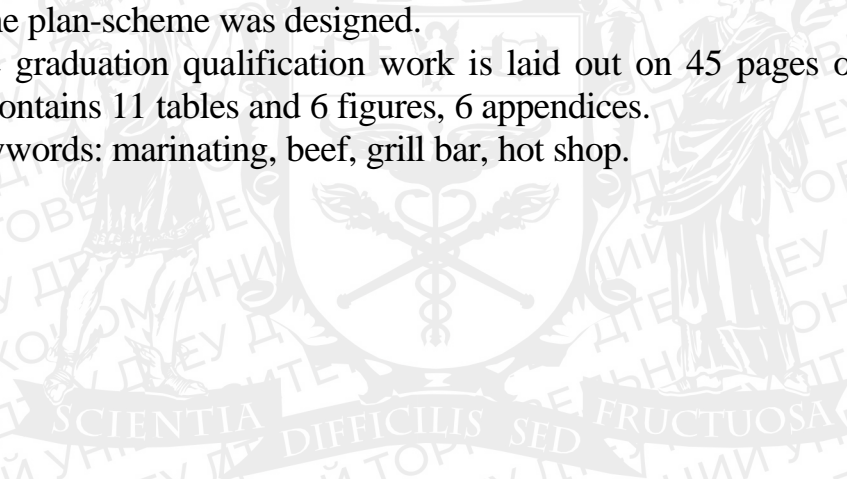 ne plan-scheme was designed.
graduation qualification work is laid out on 45 pages o
ontains 11 tables and 6 figures, 6 appendices.
ywords: marinating, beef, grill bar, hot shop.
SCIENTIA DIFFICILIS SED FRUCTUOSA